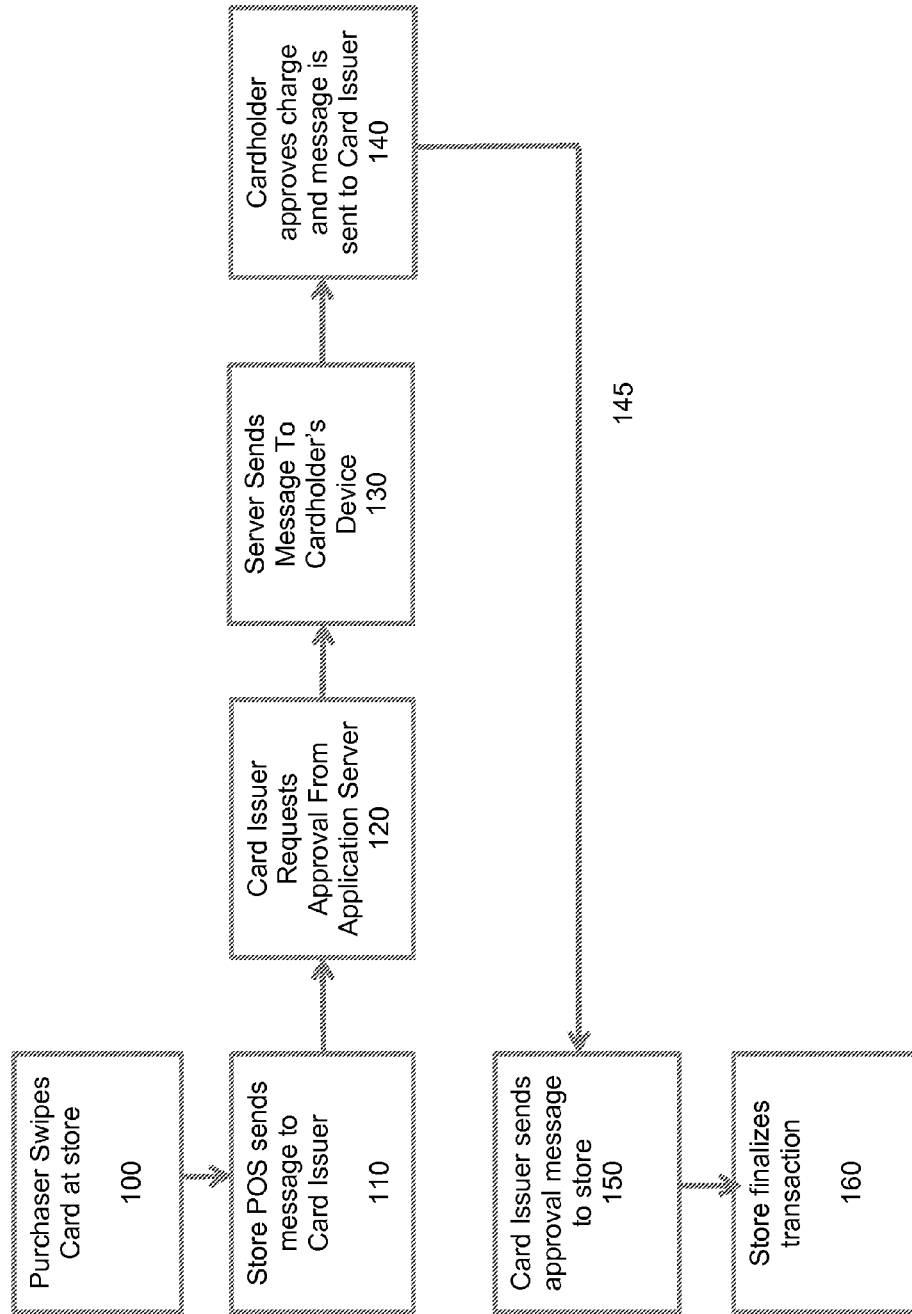 Purchaser Swipes
Card at store
100
Store POS sends
message to
Card Issuer
110
Card Issuer
Requests
Approval From
Application Server
120
Server Sends
Message To
Cardholder's
Device
130
Cardholder
approves charge
and message is
sent to Card Issuer
140
145
Card Issuer sends
approval message
to store
150
Store finalizes
transaction
160